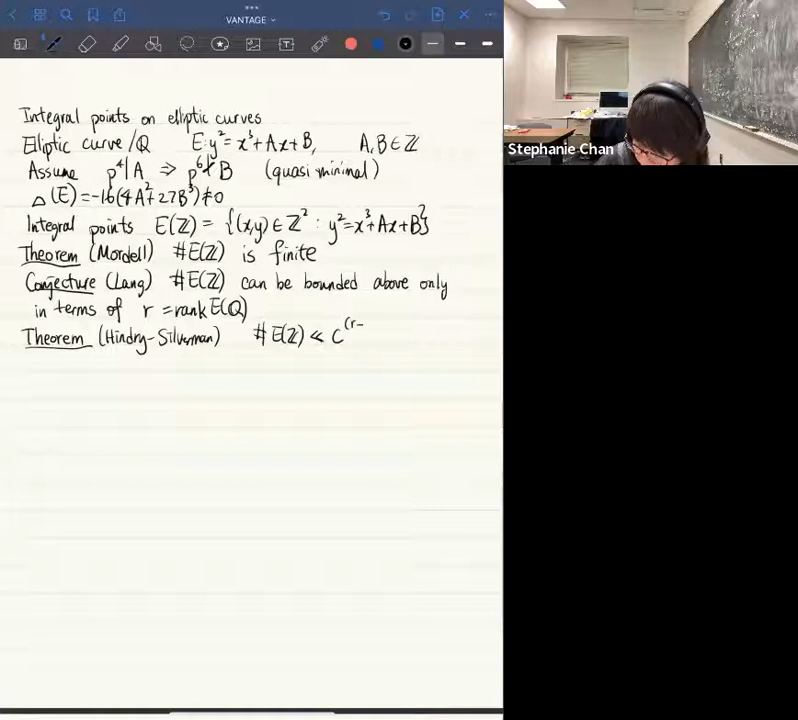 VANTAGE
Integral points on elliptic curves
Elliptic curve/ℚ E: y² = x³ + Ax + B, A, B ∈ ℤ
Assume p⁴ | A ⇒ p⁶ ∤ B (quasi minimal)
Δ(E) = -16(4A² + 27B³) ≠ 0
Integral points E(ℤ) = {(x,y) ∈ ℤ² : y² = x³ + Ax + B}
Theorem (Mordell) #E(ℤ) is finite
Conjecture (Lang) #E(ℤ) can be bounded above only
in terms of r = rank E(ℚ)
Theorem (Hindry-Silverman) #E(ℤ) ≪ C^(r-
Stephanie Chan